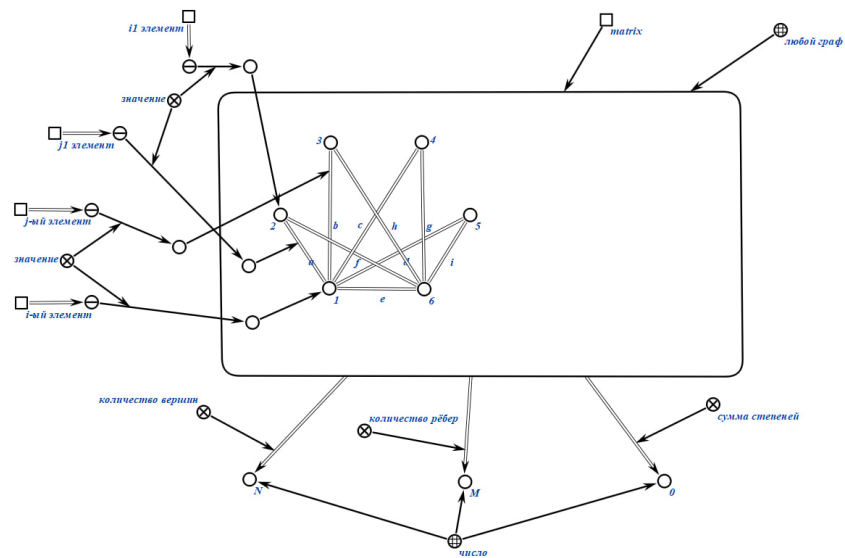 i1 элемент
matrix
любой граф
значение
j1 элемент
3
4
j-ый элемент
2
b
c
h
g
5
значение
a
f
d
i
1
e
6
i-ый элемент
количество вершин
количество рёбер
сумма степеней
N
M
0
число